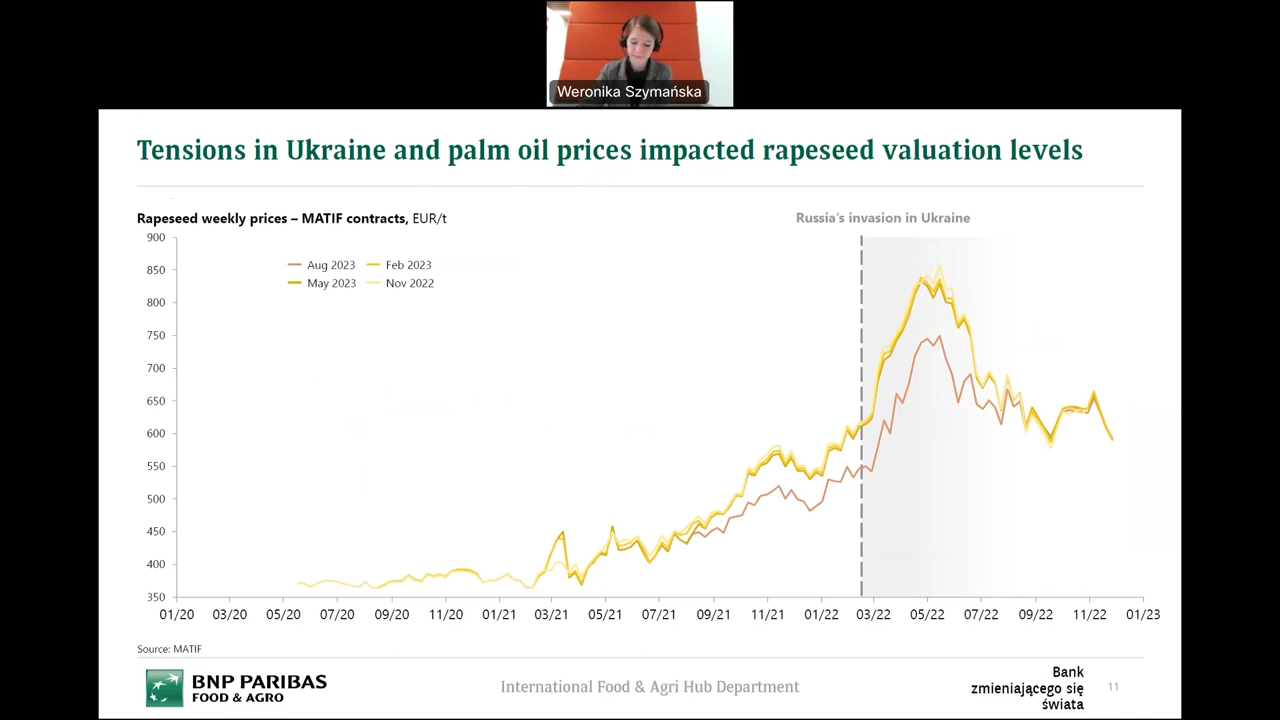 Weronika Szymańska
Tensions in Ukraine and palm oil prices impacted rapeseed valuation levels
Rapeseed weekly prices – MATIF contracts, EUR/t
Russia's invasion in Ukraine
900
850
800
750
700
650
600
550
500
450
400
350
Aug 2023
Feb 2023
May 2023
Nov 2022
01/20 03/20 05/20 07/20 09/20 11/20 01/21 03/21 05/21 07/21 09/21 11/21 01/22 03/22 05/22 07/22 09/22 11/22 01/23
Source: MATIF
BNP PARIBAS
FOOD & AGRO
International Food & Agri Hub Department
Bank
zmieniającego się
świata
11